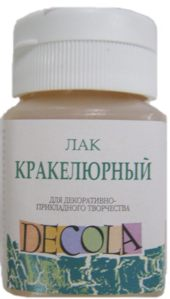 ЛАК
КРАКЕЛЮРНЫЙ
ДЛЯ ДЕКОРАТИВНО-
ПРИКЛАДНОГО ТВОРЧЕСТВА
DECOLA